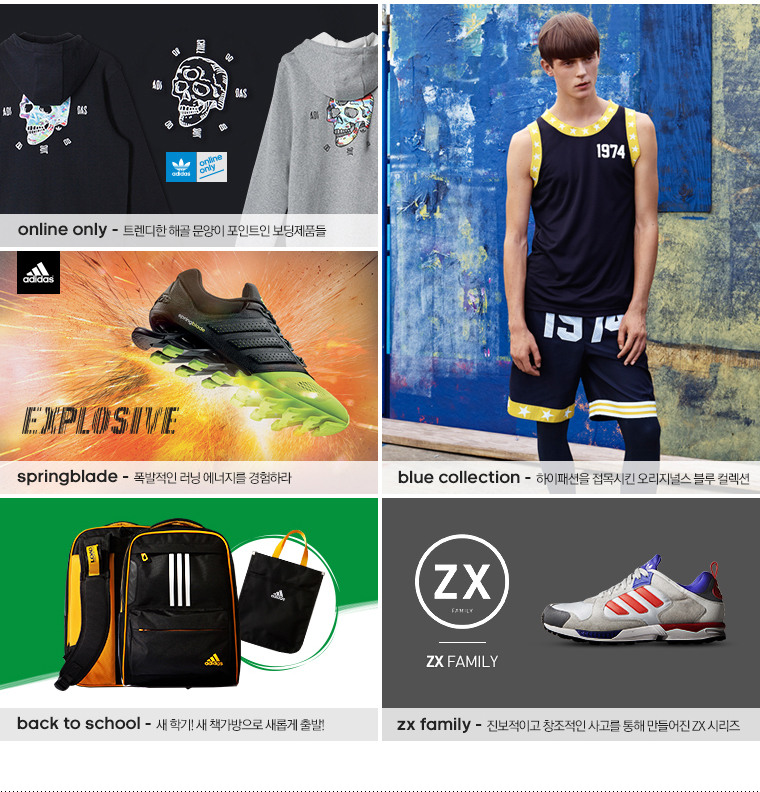 ADI
DAS
adidas
online
only
online only - 트렌디한 해골 문양이 포인트인 보딩제품들
adidas
springblade
EXPLOSIVE
springblade - 폭발적인 러닝 에너지를 경험하라
1974
1974
blue collection - 하이패션을 접목시킨 오리지널스 블루 컬렉션
adidas
adidas
back to school - 새 학기! 새 책가방으로 새롭게 출발!
ZX
FAMILY
ZX FAMILY
zx family - 진보적이고 창조적인 사고를 통해 만들어진 ZX 시리즈